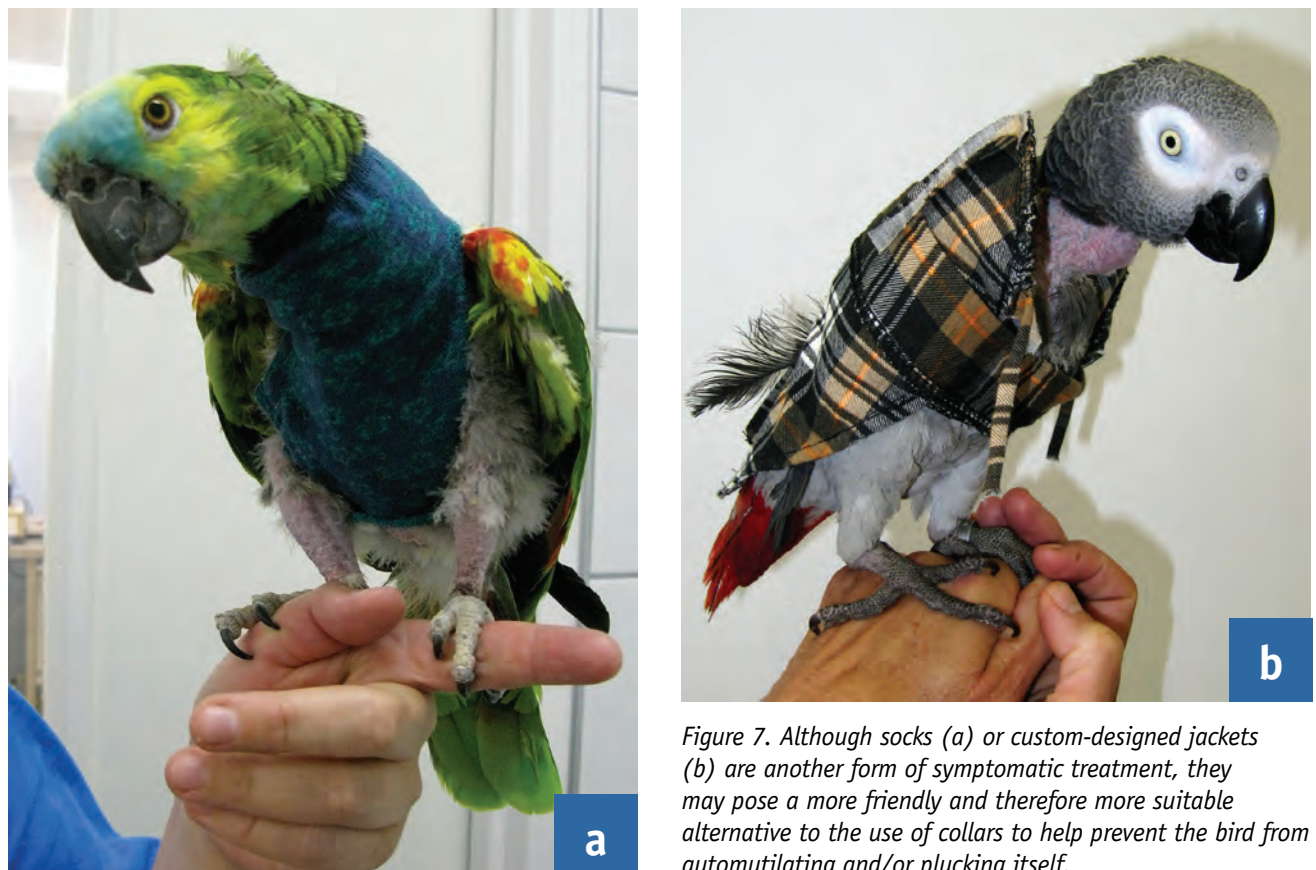 a
b
Figure 7. Although socks (a) or custom-designed jackets
(b) are another form of symptomatic treatment, they
may pose a more friendly and therefore more suitable
alternative to the use of collars to help prevent the bird from
automutilating and/or plucking itself.